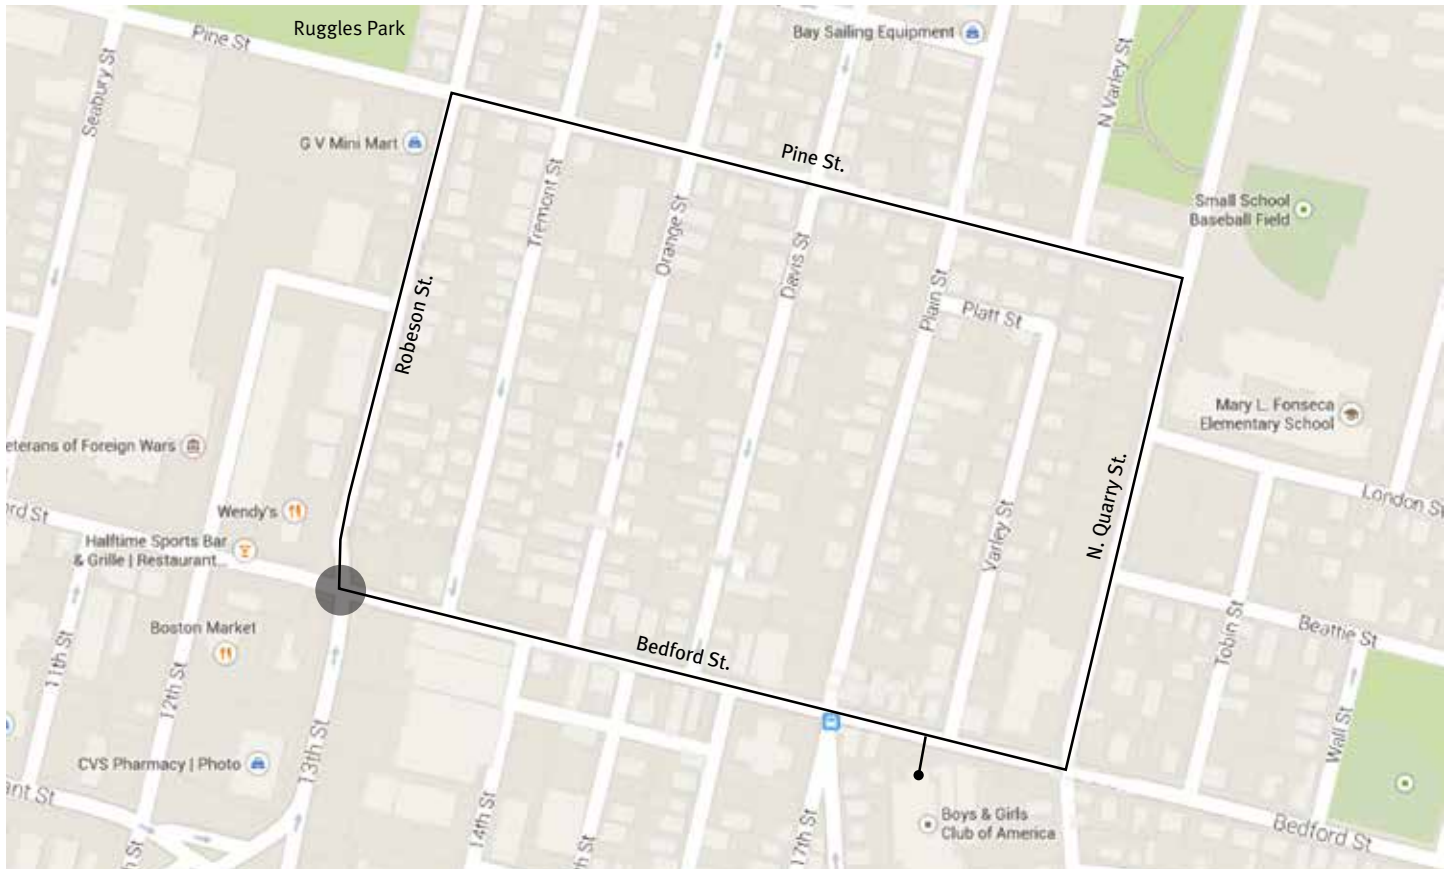 Ruggles Park
Pine St
Bay Sailing Equipment
Seabury St
N Varley St
G V Mini Mart
Pine St.
Tremont St
Orange St
Davis St
Small School
Baseball Field
Robeson St.
Plain St
Platt St
Mary L. Fonseca
Elementary School
eterans of Foreign Wars
N. Quarry St.
London St
Wendy's
rd St
Halftime Sports Bar
& Grille | Restaurant...
Varley St
Boston Market
Bedford St.
Tobin St
Beattie St
11th St
12th St
13th St
Wall St
CVS Pharmacy | Photo
ant St
14th St
17th St
Boys & Girls
Club of America
Bedford St
h St
h St